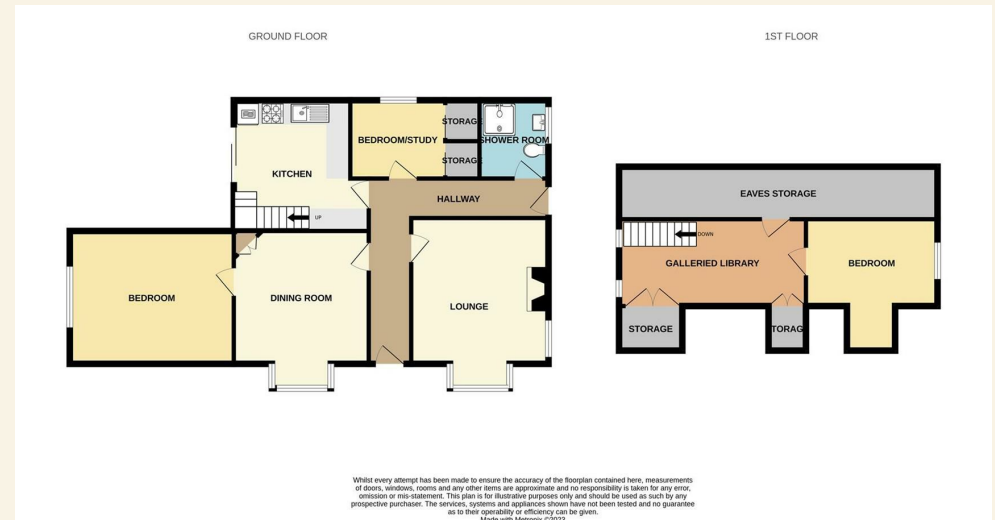 GROUND FLOOR
1ST FLOOR
STORAGE
BEDROOM/STUDY
SHOWER ROOM
STORAGE
KITCHEN
HALLWAY
UP
BEDROOM
DINING ROOM
LOUNGE
EAVES STORAGE
DOWN
GALLERIED LIBRARY
BEDROOM
STORAGE
TORAG
Whilst every attempt has been made to ensure the accuracy of the floorplan contained here, measurements
of doors, windows, rooms and any other items are approximate and no responsibility is taken for any error,
omission or mis-statement. This plan is for illustrative purposes only and should be used as such by any
prospective purchaser. The services, systems and appliances shown have not been tested and no guarantee
as to their operability or efficiency can be given.
Made with Metropix ©2023